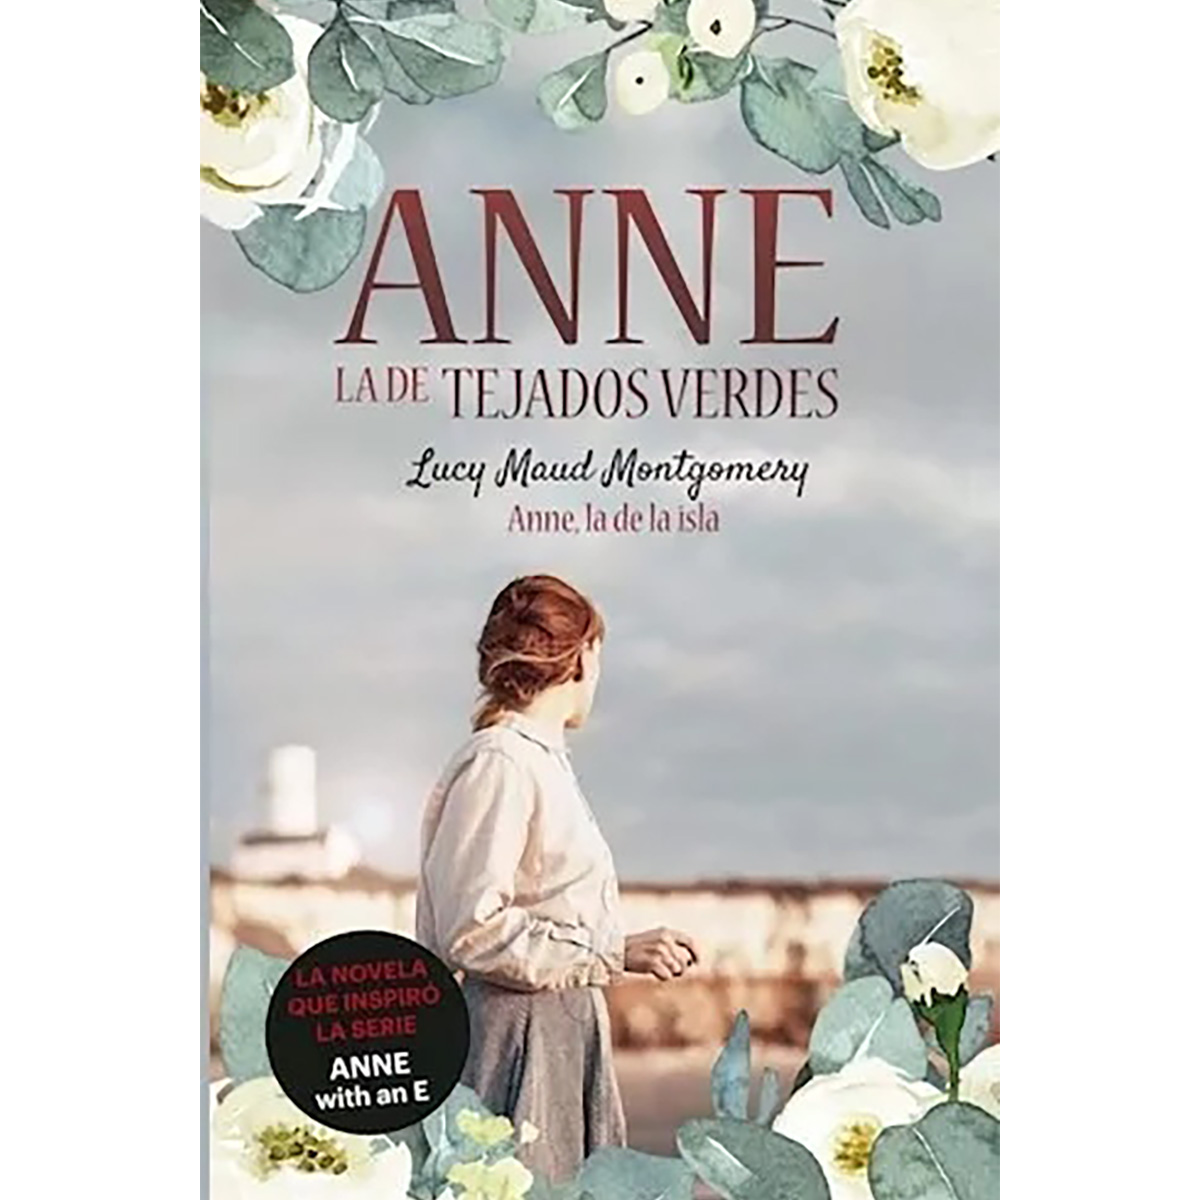 ANNE
LA DE TEJADOS VERDES
Lucy Maud Montgomery
Anne, la de la isla
LA NOVELA
QUE INSPIRÓ
LA SERIE
ANNE
with an E